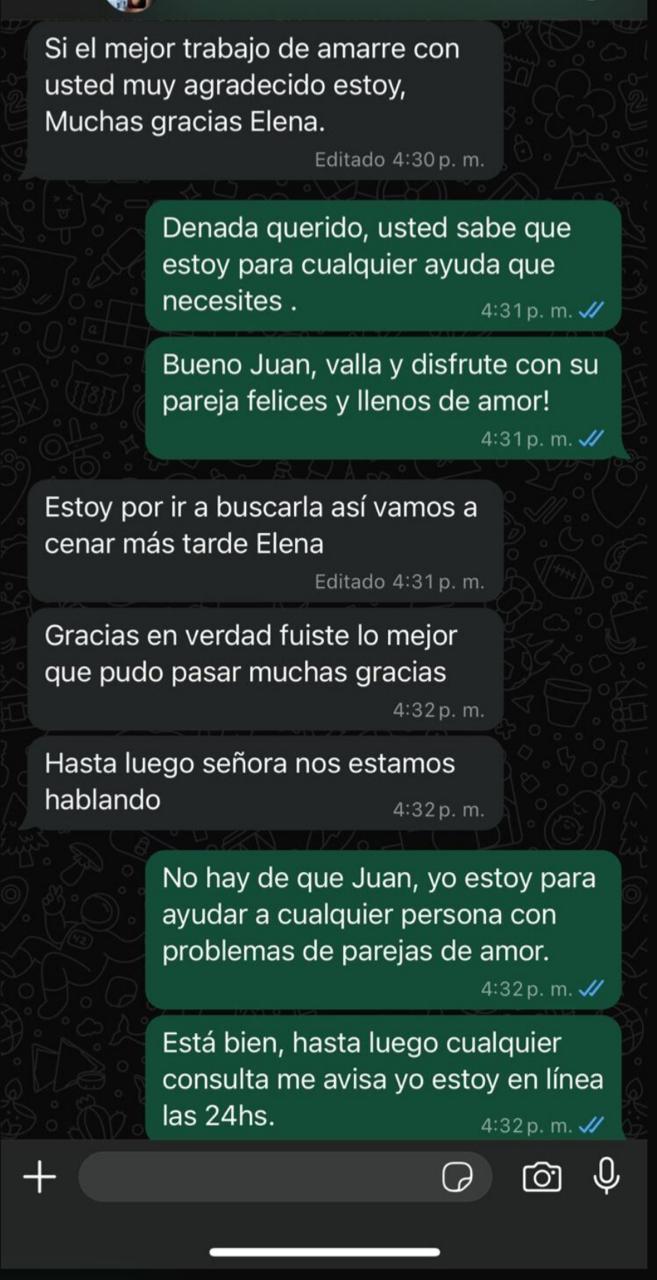 Si el mejor trabajo de amarre con
usted muy agradecido estoy,
Muchas gracias Elena.
Editado 4:30 p. m.
Denada querido, usted sabe que
estoy para cualquier ayuda que
necesites .
4:31 p. m.
Bueno Juan, valla y disfrute con su
pareja felices y llenos de amor!
4:31 p. m.
Estoy por ir a buscarla así vamos a
cenar más tarde Elena
Editado 4:31 p. m.
Gracias en verdad fuiste lo mejor
que pudo pasar muchas gracias
4:32 p. m.
Hasta luego señora nos estamos
hablando
4:32 p. m.
No hay de que Juan, yo estoy para
ayudar a cualquier persona con
problemas de parejas de amor.
4:32 p. m.
Está bien, hasta luego cualquier
consulta me avisa yo estoy en línea
las 24hs.
4:32 p. m.